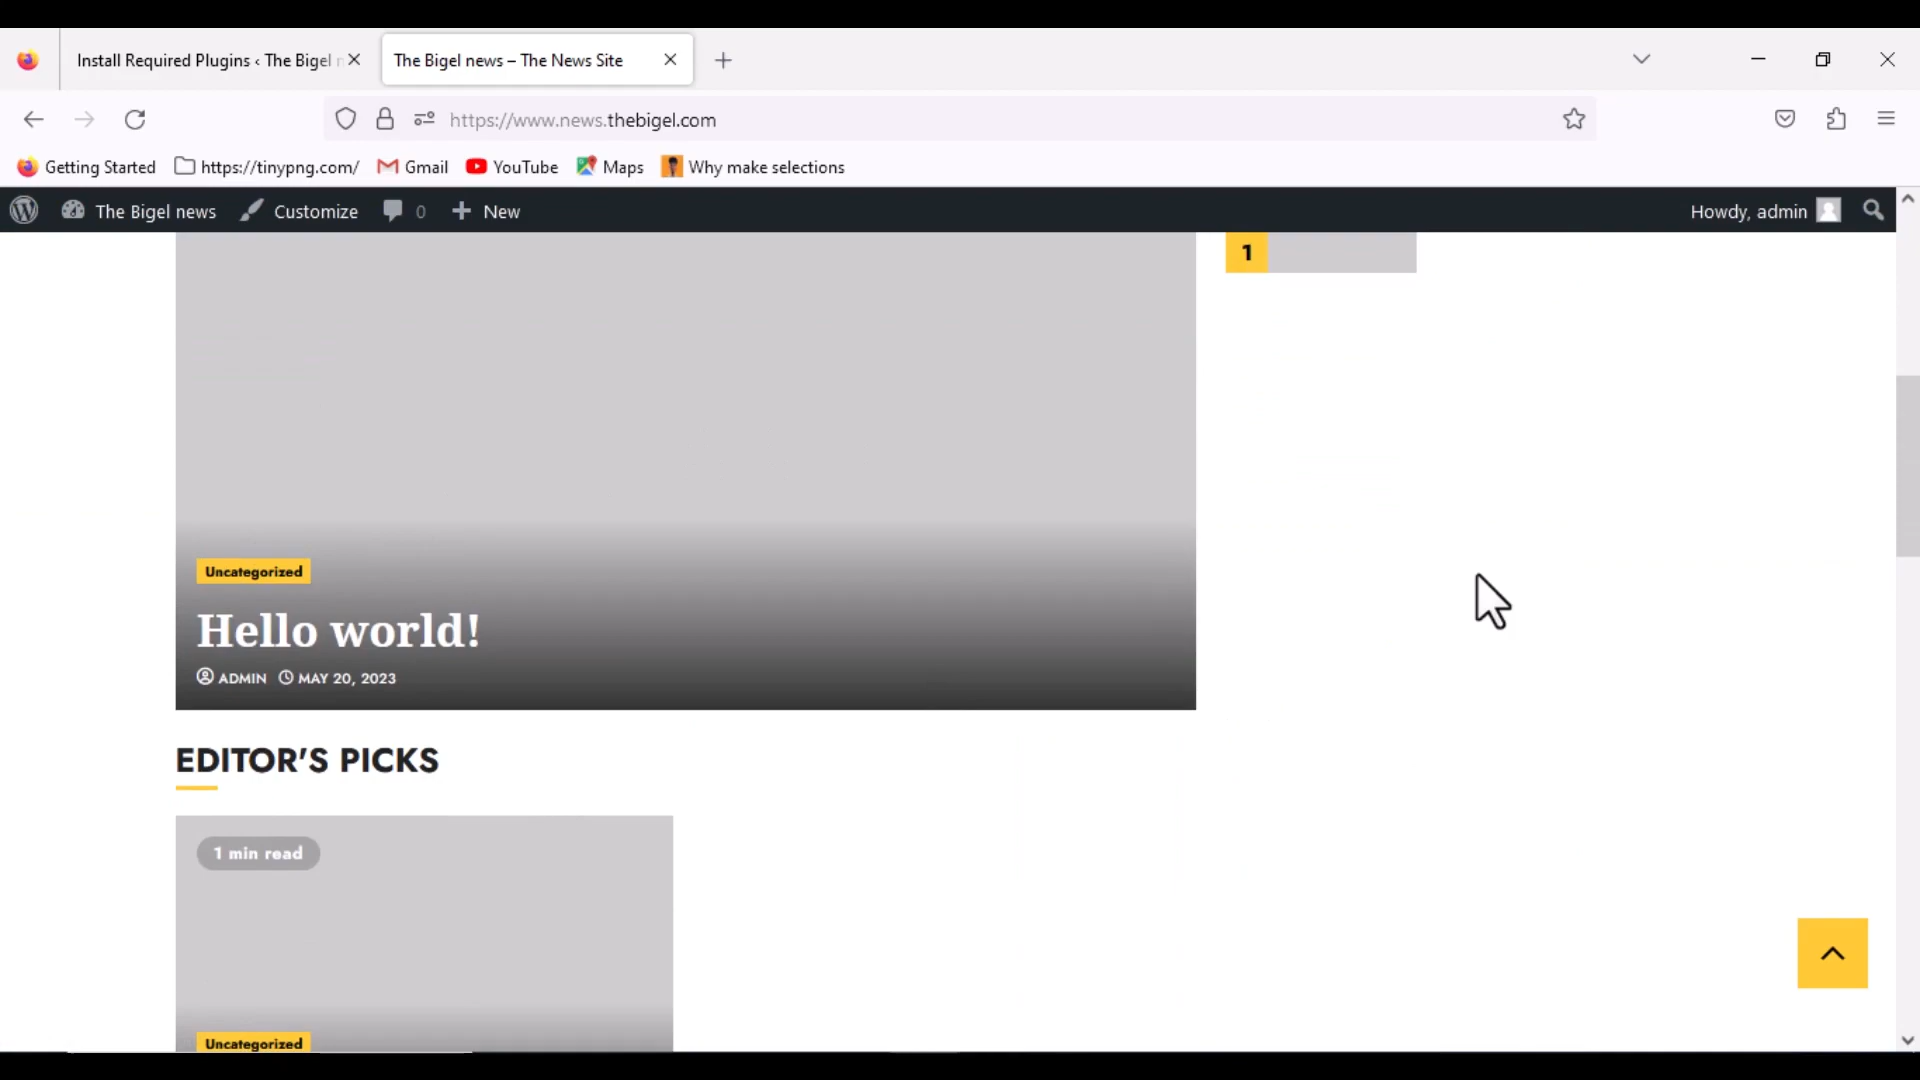 Install Required Plugins ‹ The Bigel n
The Bigel news – The News Site
https://www.news.thebigel.com
Getting Started
https://tinypng.com/
Gmail
YouTube
Maps
Why make selections
The Bigel news
Customize
0
New
Howdy, admin
1
Uncategorized
Hello world!
ADMIN MAY 20, 2023
EDITOR'S PICKS
1 min read
Uncategorized